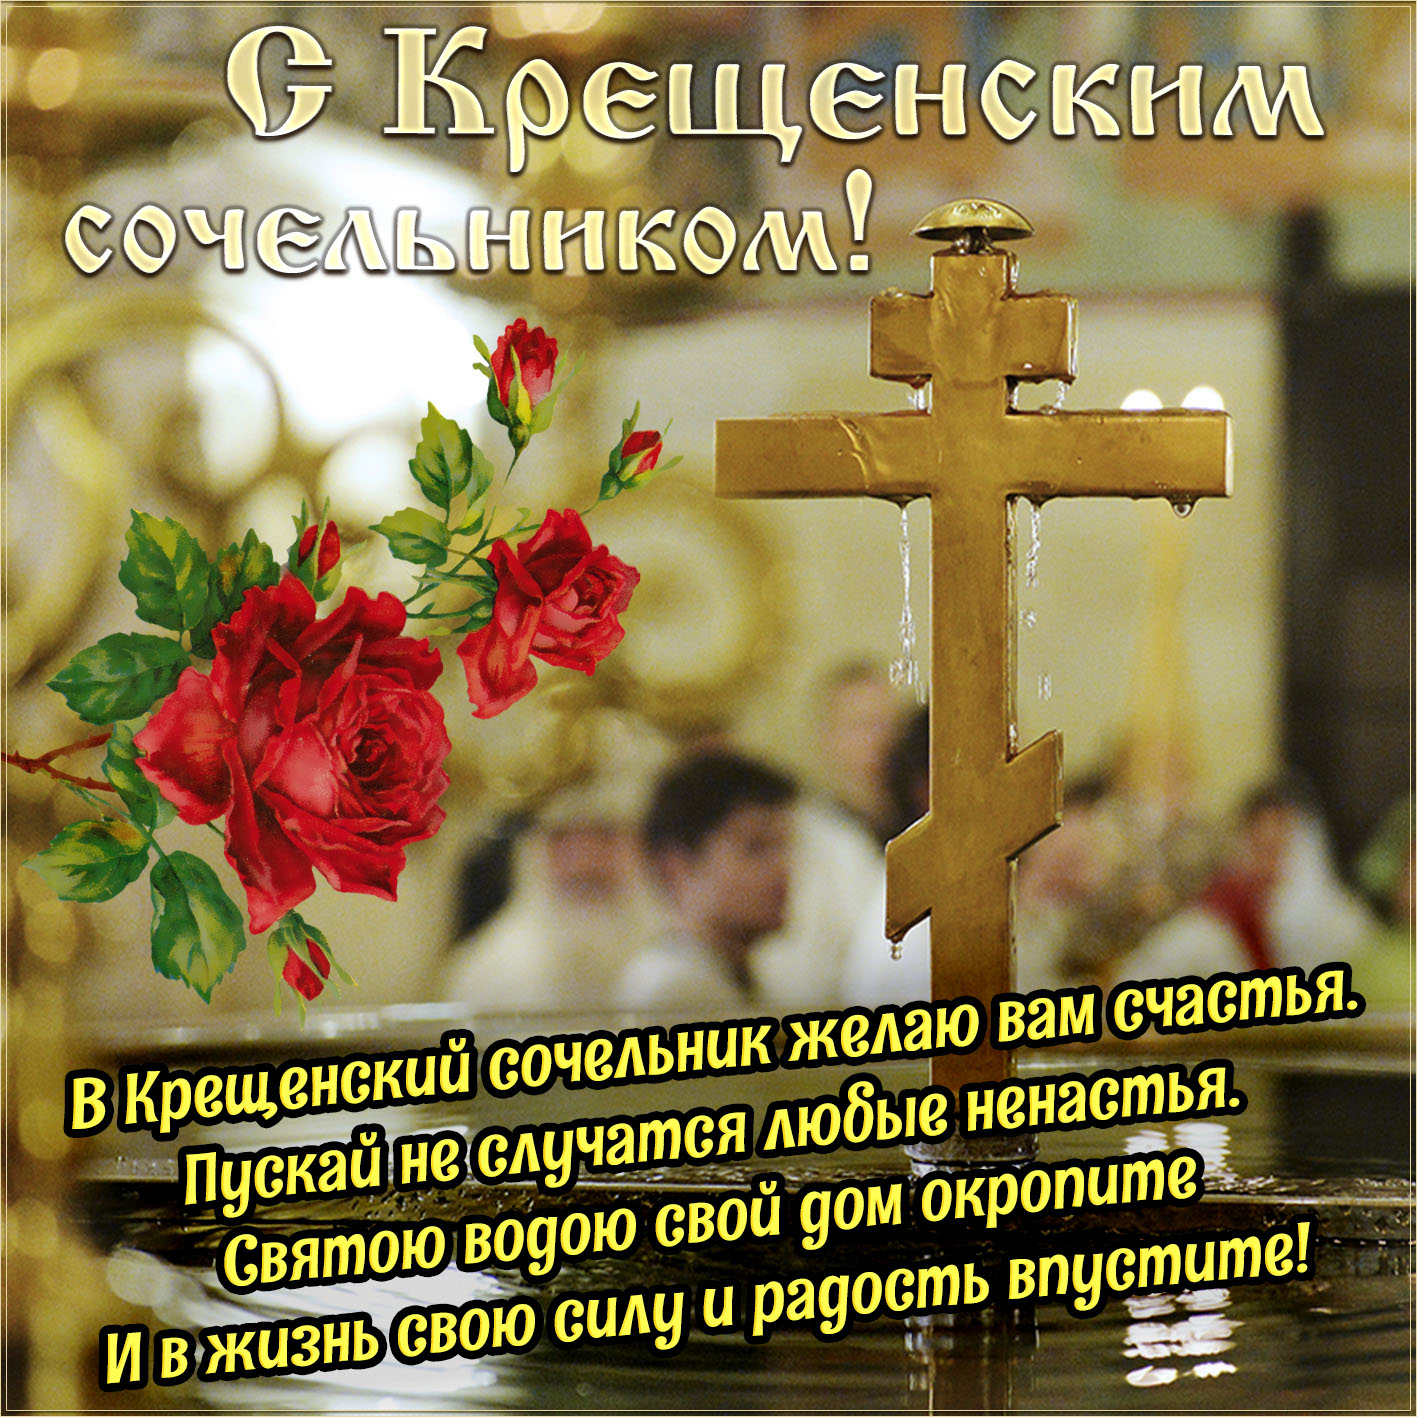 С Крещенским
сочельником!
В Крещенский сочельник желаю вам счастья.
Пускай не случатся любые ненастья.
Святою водою свой дом окропите
И в жизнь свою силу и радость впустите!